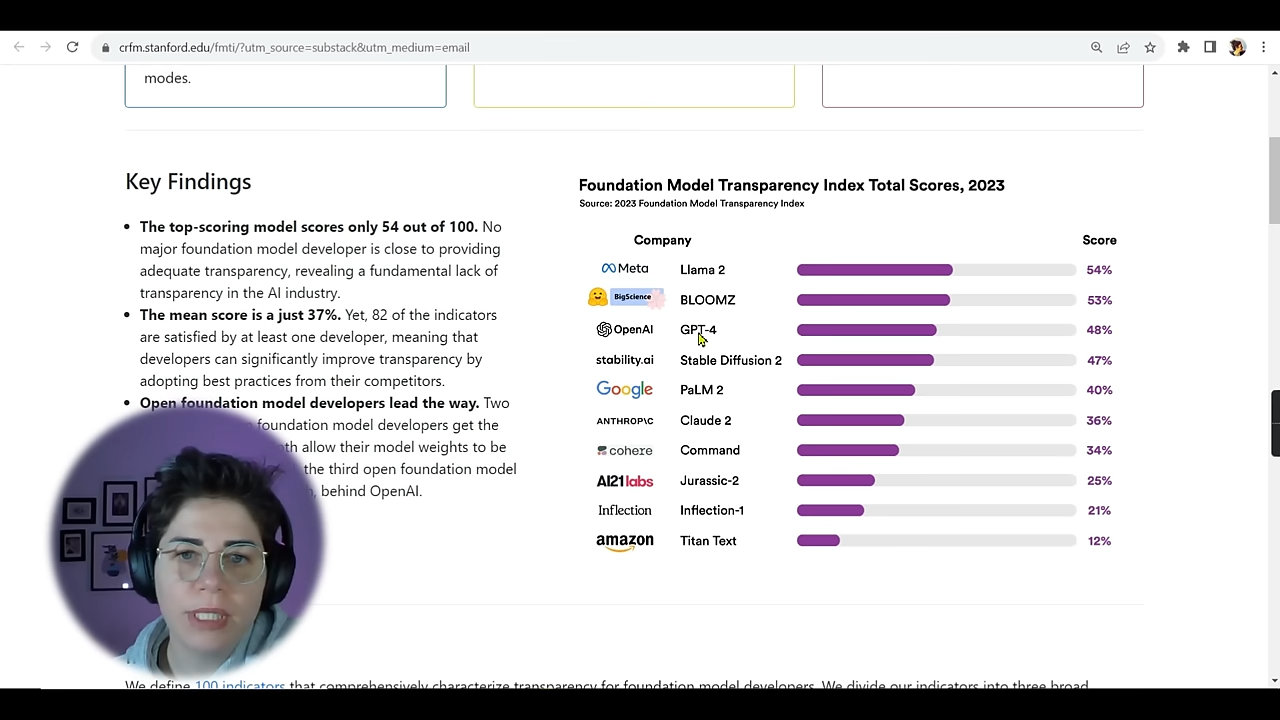 crfm.stanford.edu/fmti/?utm_source=substack&utm_medium=email
modes.
Key Findings
The top-scoring model scores only 54 out of 100. No
major foundation model developer is close to providing
adequate transparency, revealing a fundamental lack of
transparency in the AI industry.
The mean score is a just 37%. Yet, 82 of the indicators
are satisfied by at least one developer, meaning that
developers can significantly improve transparency by
adopting best practices from their competitors.
Open foundation model developers lead the way. Two
foundation model developers get the
allow their model weights to be
the third open foundation model
behind OpenAI.
Foundation Model Transparency Index Total Scores, 2023
Source: 2023 Foundation Model Transparency Index
Company Score
Meta Llama 2 54%
BigScience BLOOMZ 53%
OpenAI GPT-4 48%
stability.ai Stable Diffusion 2 47%
Google PaLM 2 40%
ANTHROP\C Claude 2 36%
cohere Command 34%
AI21labs Jurassic-2 25%
Inflection Inflection-1 21%
amazon Titan Text 12%
We define 100 indicators that comprehensively characterize transparency for foundation model developers. We divide our indicators into three broad